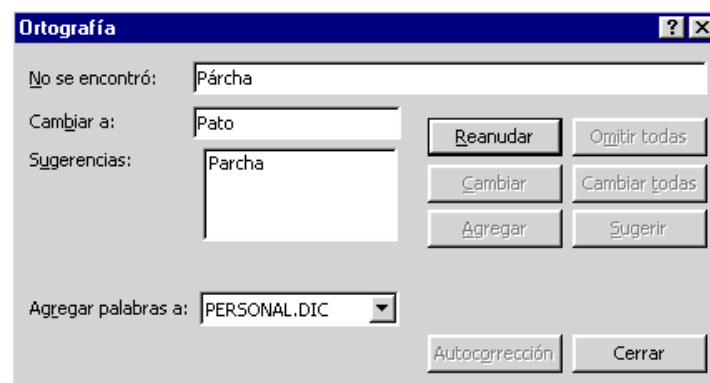 Ortografía
No se encontró: Párcha
Cambiar a: Pato
Sugerencias: Parcha
Reanudar Omitir todas
Cambiar Cambiar todas
Agregar Sugerir
Agregar palabras a: PERSONAL.DIC
Autocorrección Cerrar